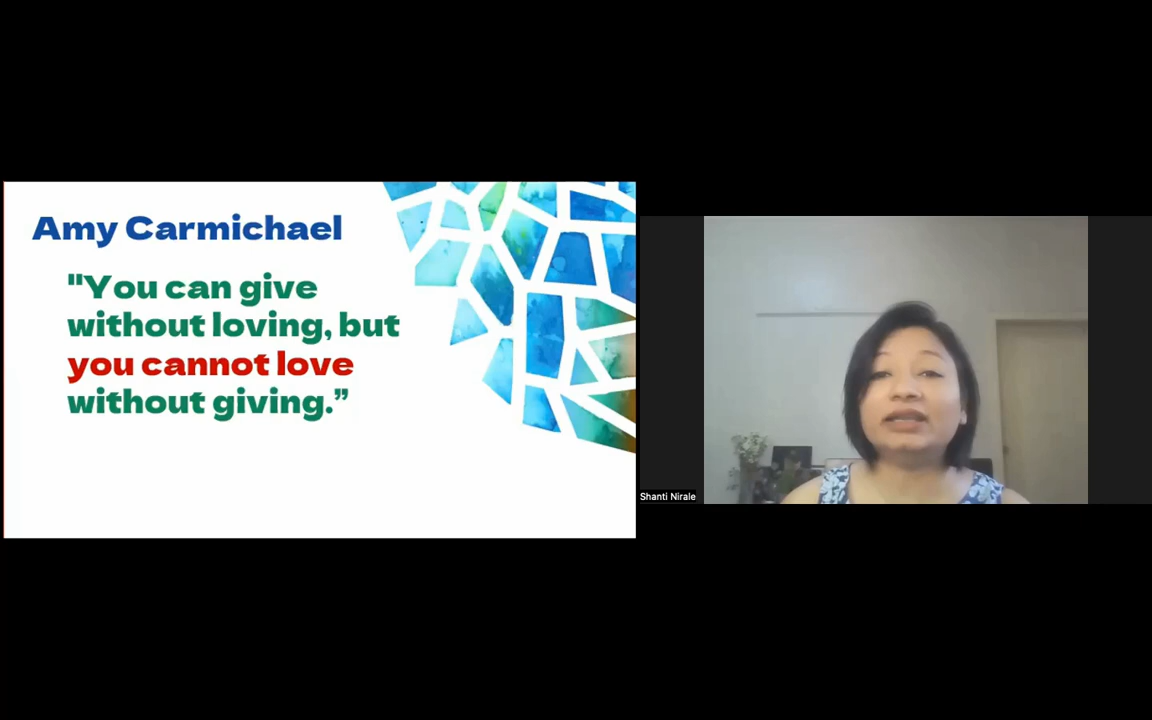 Amy Carmichael
"You can give
without loving, but
you cannot love
without giving.”
Shanti Nirale